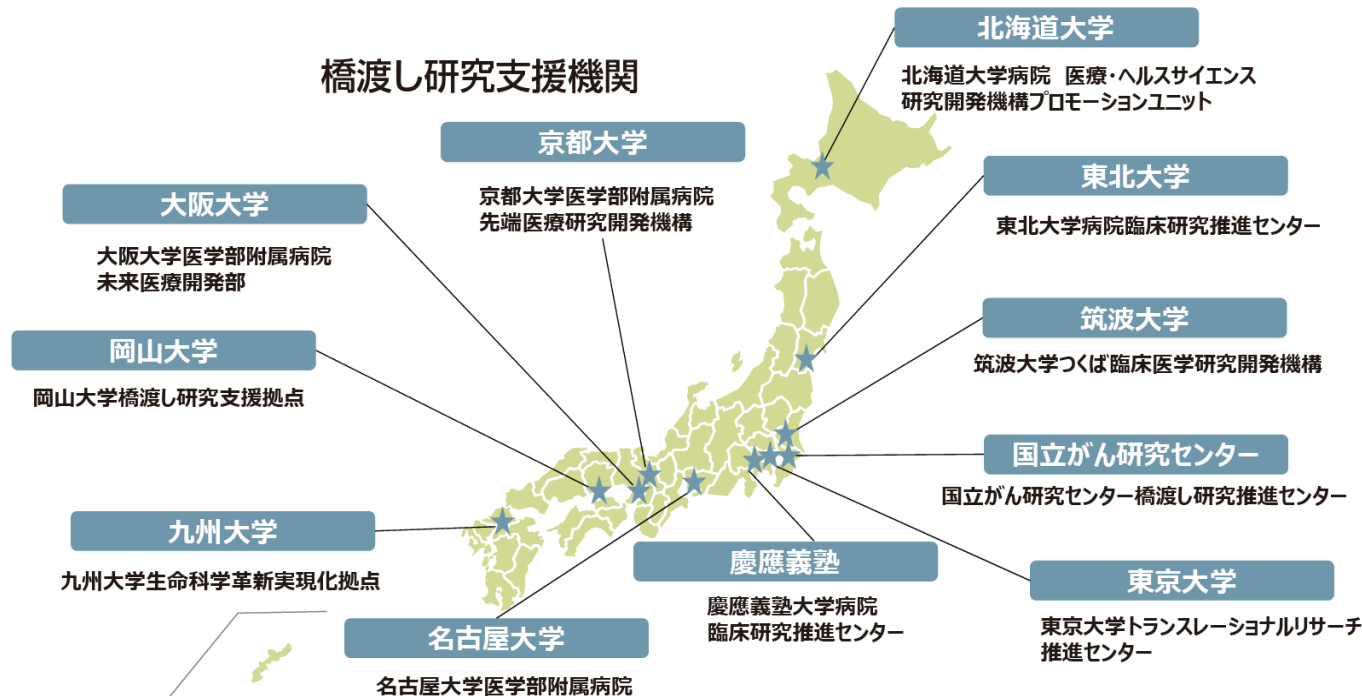 橋渡し研究支援機関
北海道大学
北海道大学病院　医療・ヘルスサイエンス
研究開発機構プロモーションユニット
京都大学
京都大学医学部附属病院
先端医療研究開発機構
東北大学
東北大学病院臨床研究推進センター
大阪大学
大阪大学医学部附属病院
未来医療開発部
筑波大学
筑波大学つくば臨床医学研究開発機構
岡山大学
岡山大学橋渡し研究支援拠点
国立がん研究センター
国立がん研究センター橋渡し研究推進センター
九州大学
九州大学生命科学革新実現化拠点
慶應義塾
慶應義塾大学病院
臨床研究推進センター
東京大学
東京大学トランスレーショナルリサーチ
推進センター
名古屋大学
名古屋大学医学部附属病院